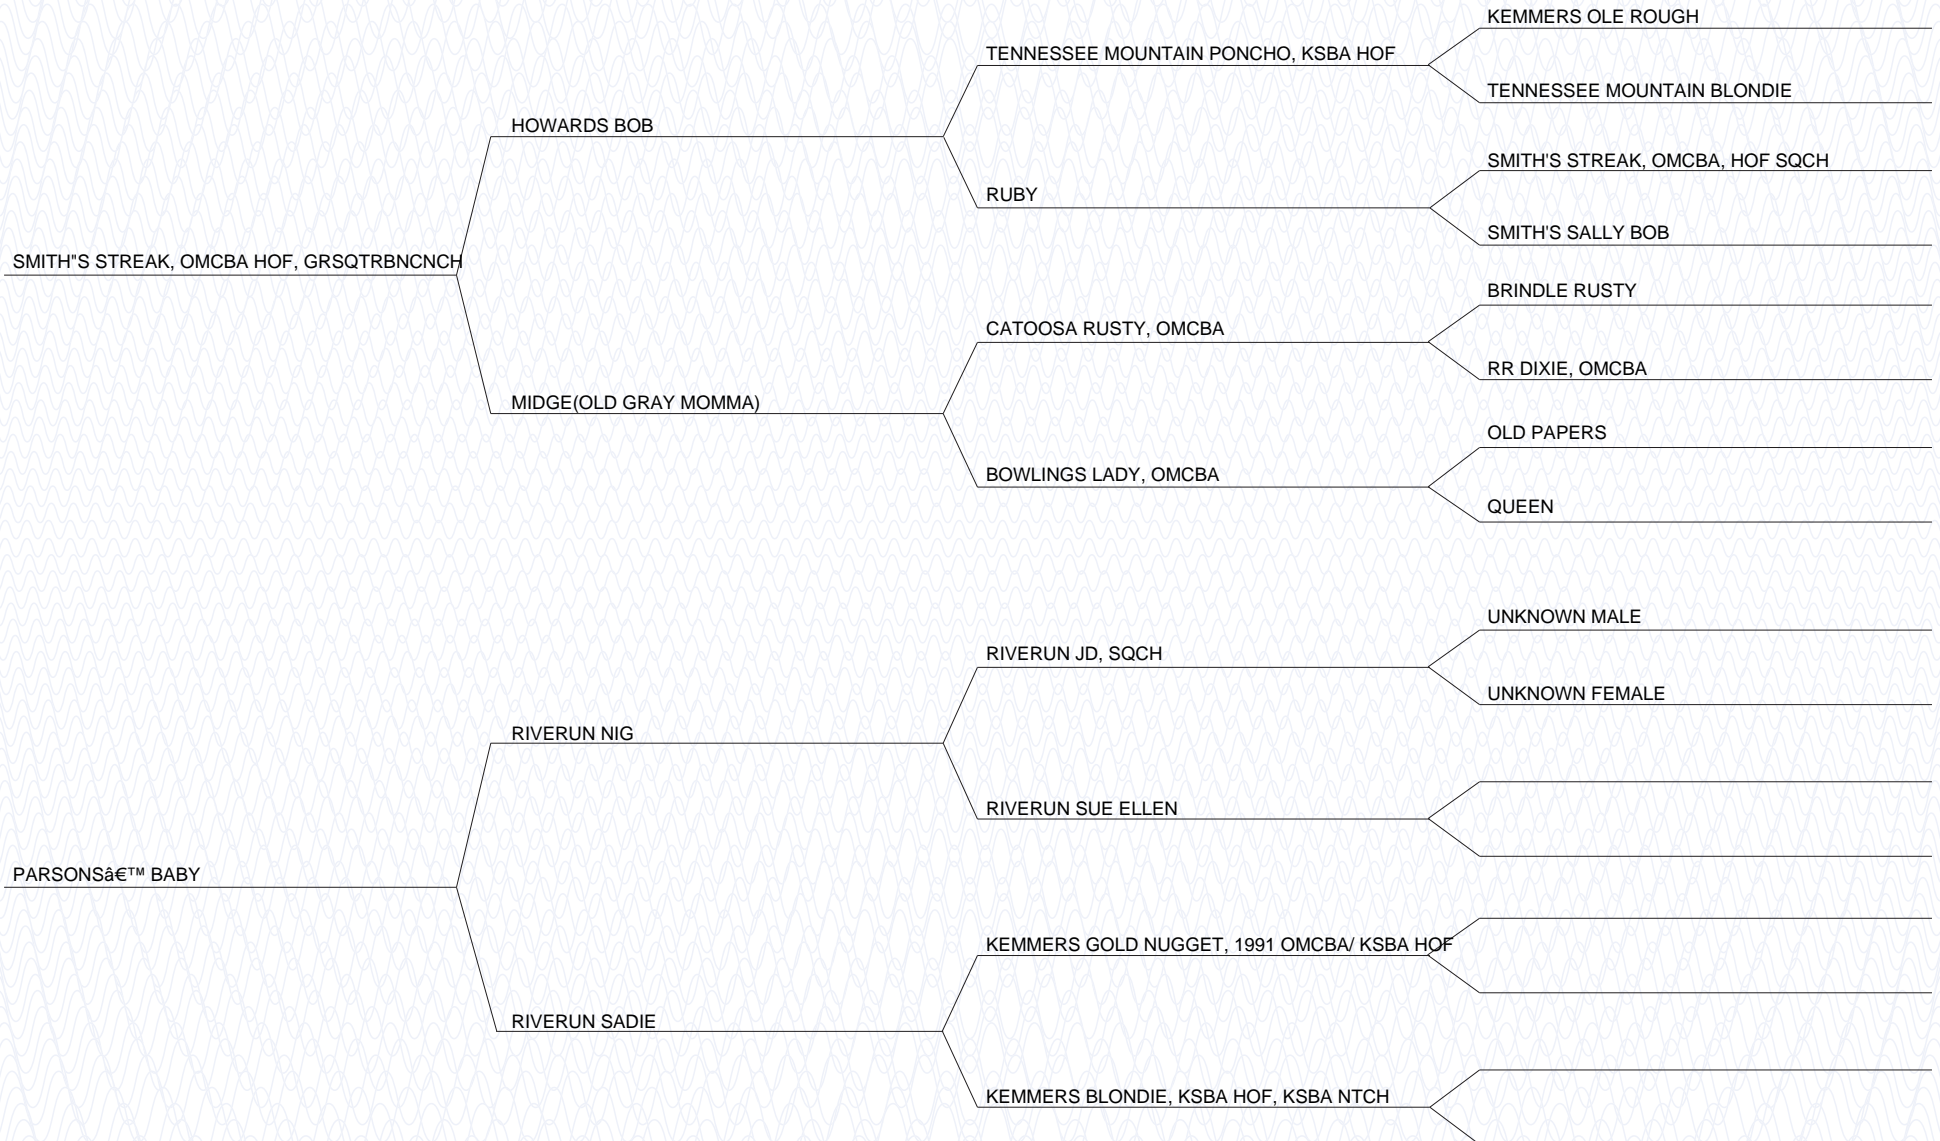 KEMMERS OLE ROUGH
TENNESSEE MOUNTAIN PONCHO, KSBA HOF
TENNESSEE MOUNTAIN BLONDIE
HOWARDS BOB
SMITH'S STREAK, OMCBA, HOF SQCH
RUBY
SMITH'S SALLY BOB
SMITH"S STREAK, OMCBA HOF, GRSQTRBNCNCH
BRINDLE RUSTY
CATOOSA RUSTY, OMCBA
RR DIXIE, OMCBA
MIDGE(OLD GRAY MOMMA)
OLD PAPERS
BOWLINGS LADY, OMCBA
QUEEN
UNKNOWN MALE
RIVERUN JD, SQCH
UNKNOWN FEMALE
RIVERUN NIG
RIVERUN SUE ELLEN
PARSONSâ€™ BABY
KEMMERS GOLD NUGGET, 1991 OMCBA/ KSBA HOF
RIVERUN SADIE
KEMMERS BLONDIE, KSBA HOF, KSBA NTCH